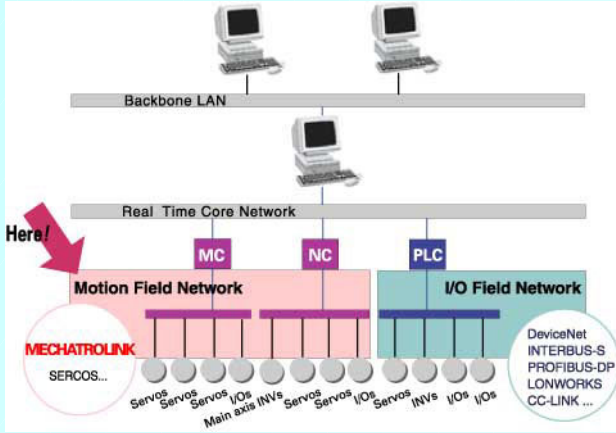 Backbone LAN
Real Time Core Network
Here!
MC
NC
PLC
Motion Field Network
I/O Field Network
MECHATROLINK
SERCOS...
DeviceNet
INTERBUS-S
PROFIBUS-DP
LONWORKS
CC-LINK ...
Servos
Servos
Servos
I/Os
Main axis INVs
Servos
Servos
I/Os
Servos
INVs
I/Os
I/Os